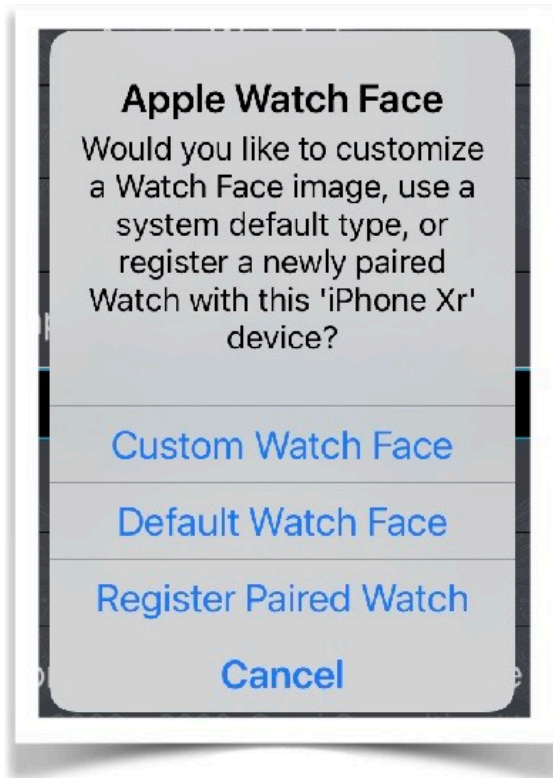 Apple Watch Face
Would you like to customize
a Watch Face image, use a
system default type, or
register a newly paired
Watch with this 'iPhone Xr'
device?
Custom Watch Face
Default Watch Face
Register Paired Watch
Cancel